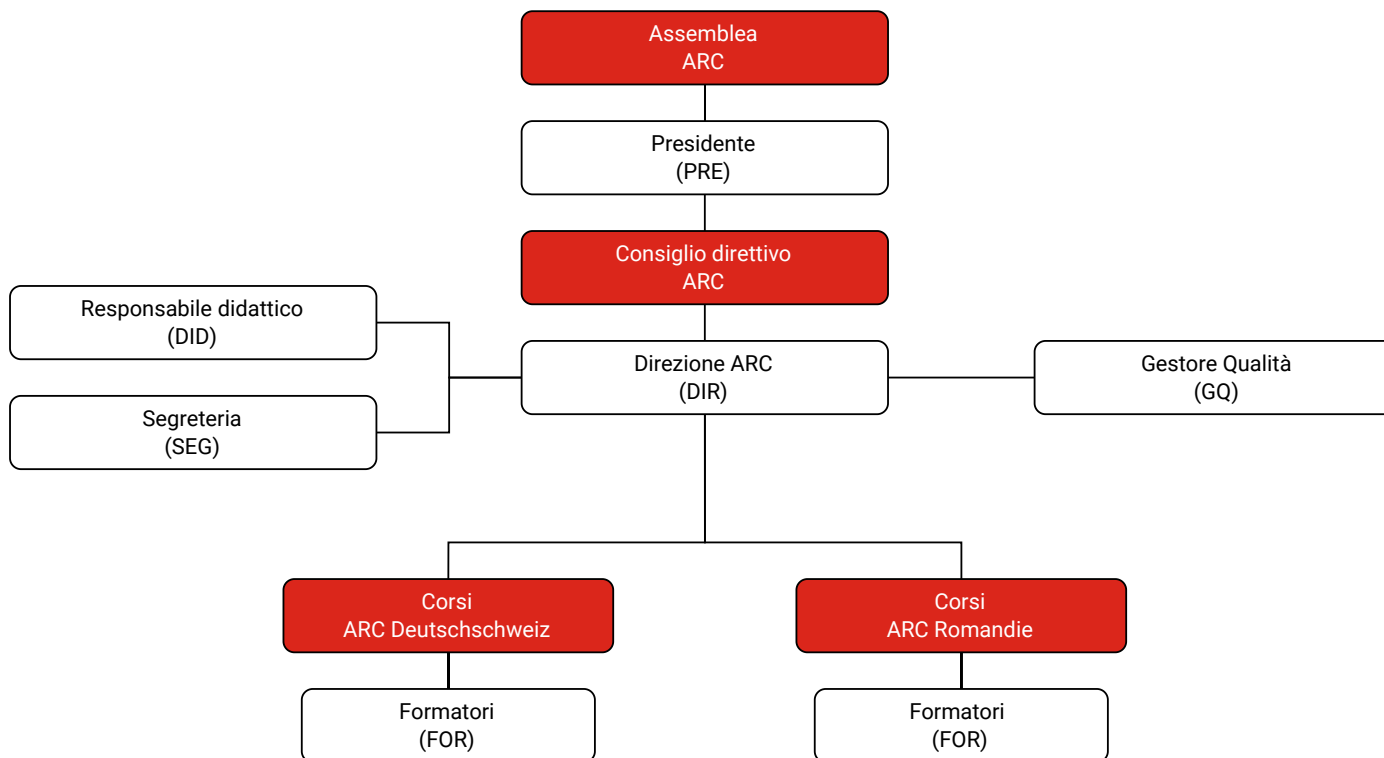 Assemblea
ARC
Presidente
(PRE)
Consiglio direttivo
ARC
Responsabile didattico
(DID)
Direzione ARC
(DIR)
Gestore Qualità
(GQ)
Segreteria
(SEG)
Corsi
ARC Deutschschweiz
Corsi
ARC Romandie
Formatori
(FOR)
Formatori
(FOR)